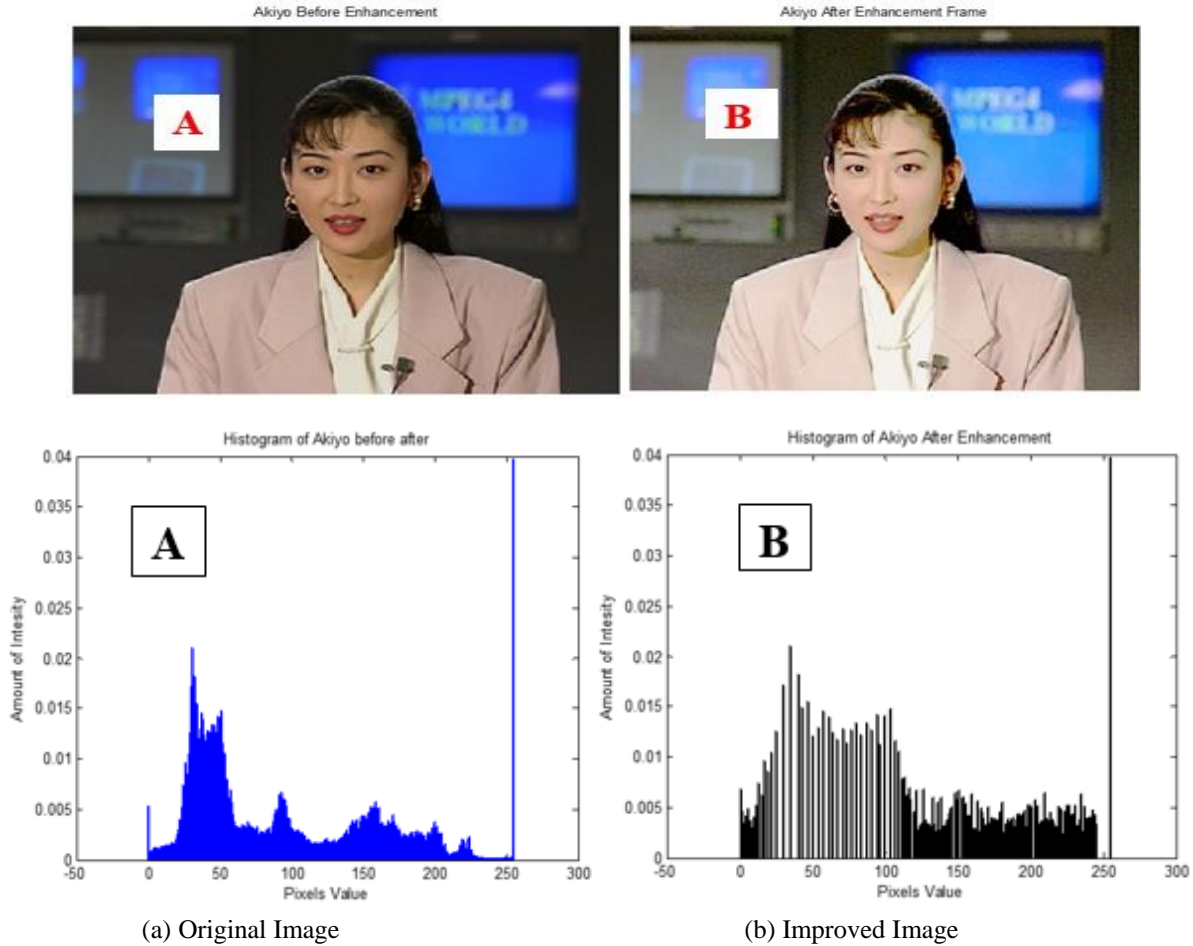 Akiyo Before Enhancement
Akiyo After Enhancement Frame
A
MPEG4
WORLD
B
MPEG4
WORLD
Histogram of Akiyo before after
0.04
0.035
0.03
0.025
0.02
0.015
0.01
0.005
0
-50
0
50
100
150
200
250
300
Amount of Intesity
Pixels Value
A
Histogram of Akiyo After Enhancement
0.04
0.035
0.03
0.025
0.02
0.015
0.01
0.005
0
-50
0
50
100
150
200
250
300
Amount of Intesity
Pixels Value
B
(a) Original Image
(b) Improved Image